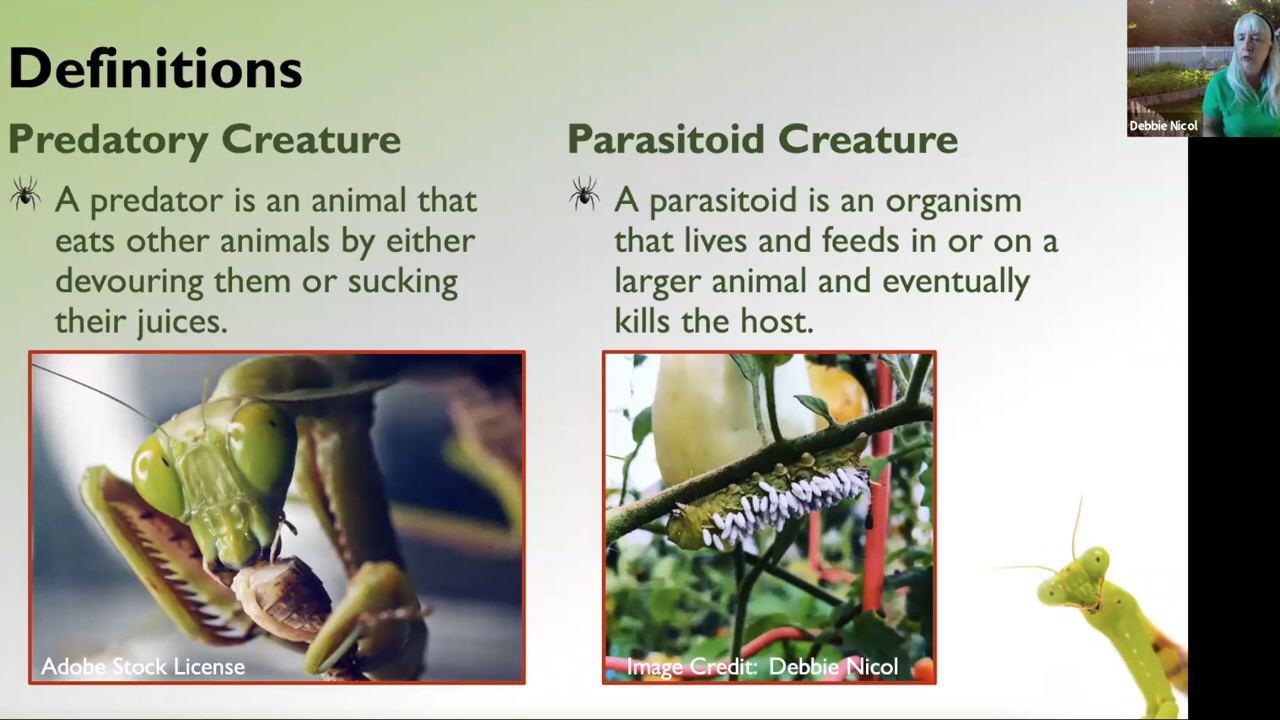 Definitions
Predatory Creature
A predator is an animal that
eats other animals by either
devouring them or sucking
their juices.
Adobe Stock License
Parasitoid Creature
A parasitoid is an organism
that lives and feeds in or on a
larger animal and eventually
kills the host.
Image Credit: Debbie Nicol
Debbie Nicol